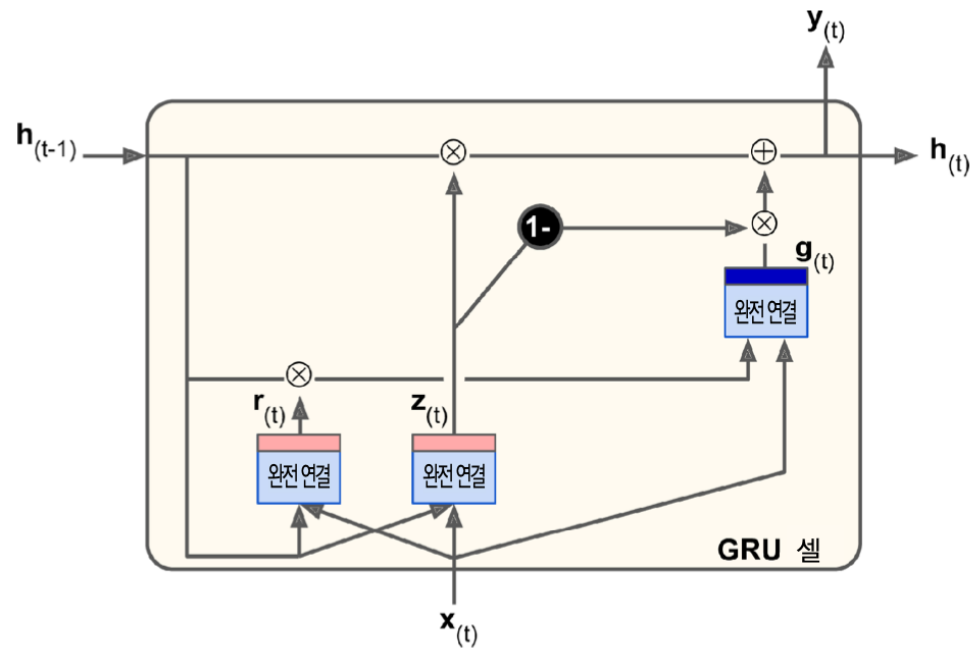 y(t)
h(t-1)
h(t)
1-
g(t)
완전 연결
r(t)
z(t)
완전 연결
완전 연결
GRU 셀
x(t)